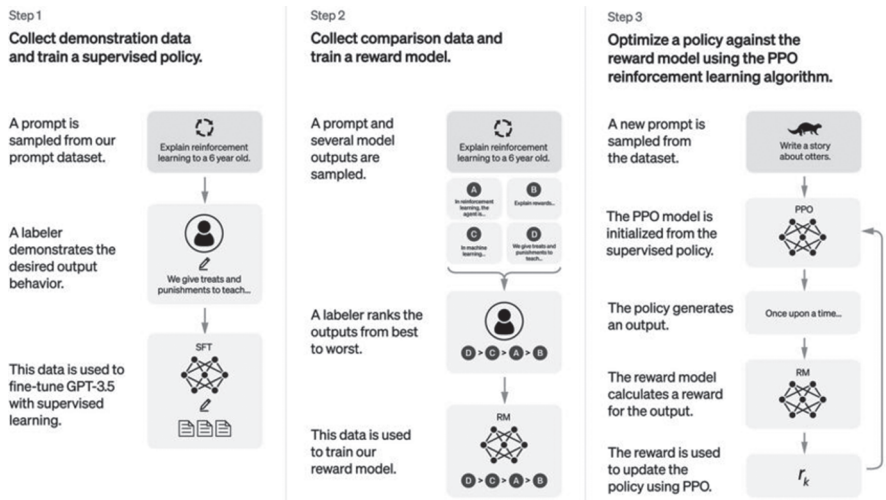 Step 1
Collect demonstration data
and train a supervised policy.
A prompt is
sampled from our
prompt dataset.
Explain reinforcement
learning to a 6 year old.
A labeler
demonstrates the
desired output
behavior.
We give treats and
punishments to teach...
This data is used to
fine-tune GPT-3.5
with supervised
learning.
SFT
Step 2
Collect comparison data and
train a reward model.
A prompt and
several model
outputs are
sampled.
Explain reinforcement
learning to a 6 year old.
A
In reinforcement
learning, the
agent is...
B
Explain rewards...
C
In machine
learning...
D
We give treats and
punishments to
teach...
A labeler ranks the
outputs from best
to worst.
D > C > A > B
This data is used
to train our
reward model.
RM
D > C > A > B
Step 3
Optimize a policy against the
reward model using the PPO
reinforcement learning algorithm.
A new prompt is
sampled from
the dataset.
Write a story
about otters.
The PPO model is
initialized from the
supervised policy.
PPO
The policy generates
an output.
Once upon a time...
The reward model
calculates a reward
for the output.
RM
The reward is used
to update the
policy using PPO.
rk